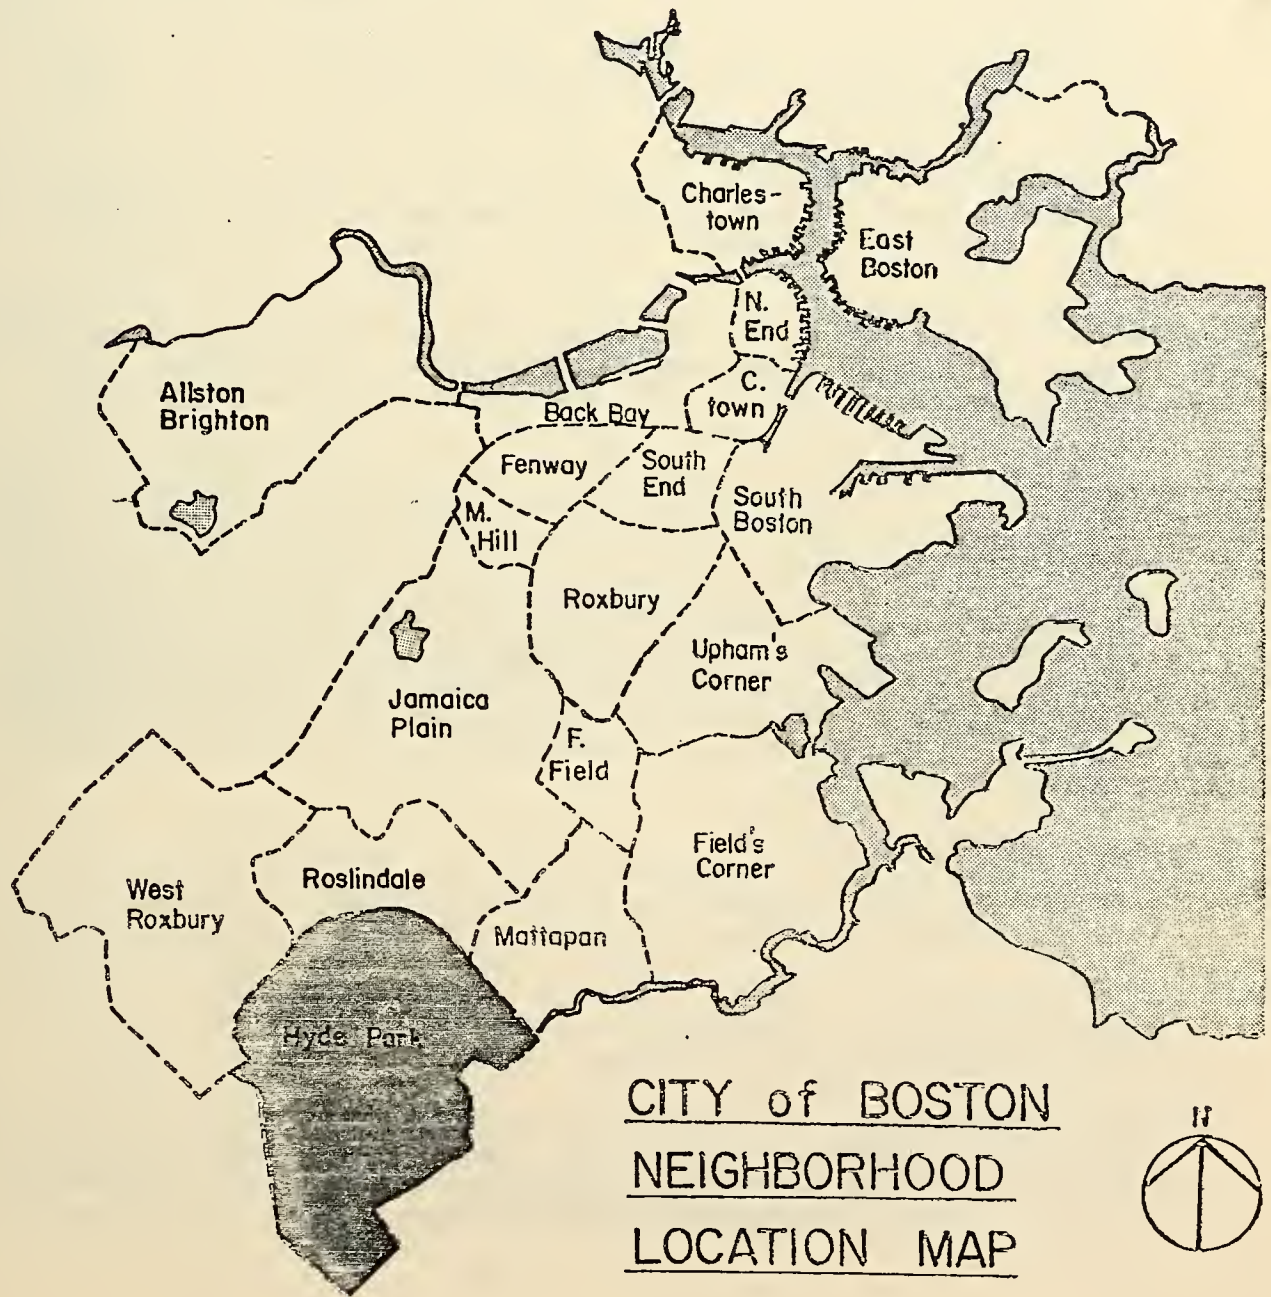 Charles-
town
East
Boston
N.
End
Allston
Brighton
C.
town
Back Bay
Fenway
South
End
South
Boston
M.
Hill
Roxbury
Upham's
Corner
Jamaica
Plain
F.
Field
Field's
Corner
West
Roxbury
Roslindale
Mattapan
Hyde Park
CITY of BOSTON
NEIGHBORHOOD
LOCATION MAP
N